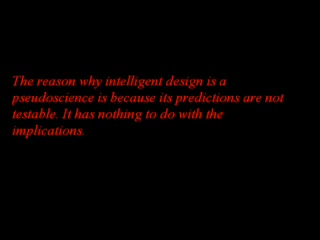 The reason why intelligent design is a
pseudoscience is because its predictions are not
testable. It has nothing to do with the
implications.